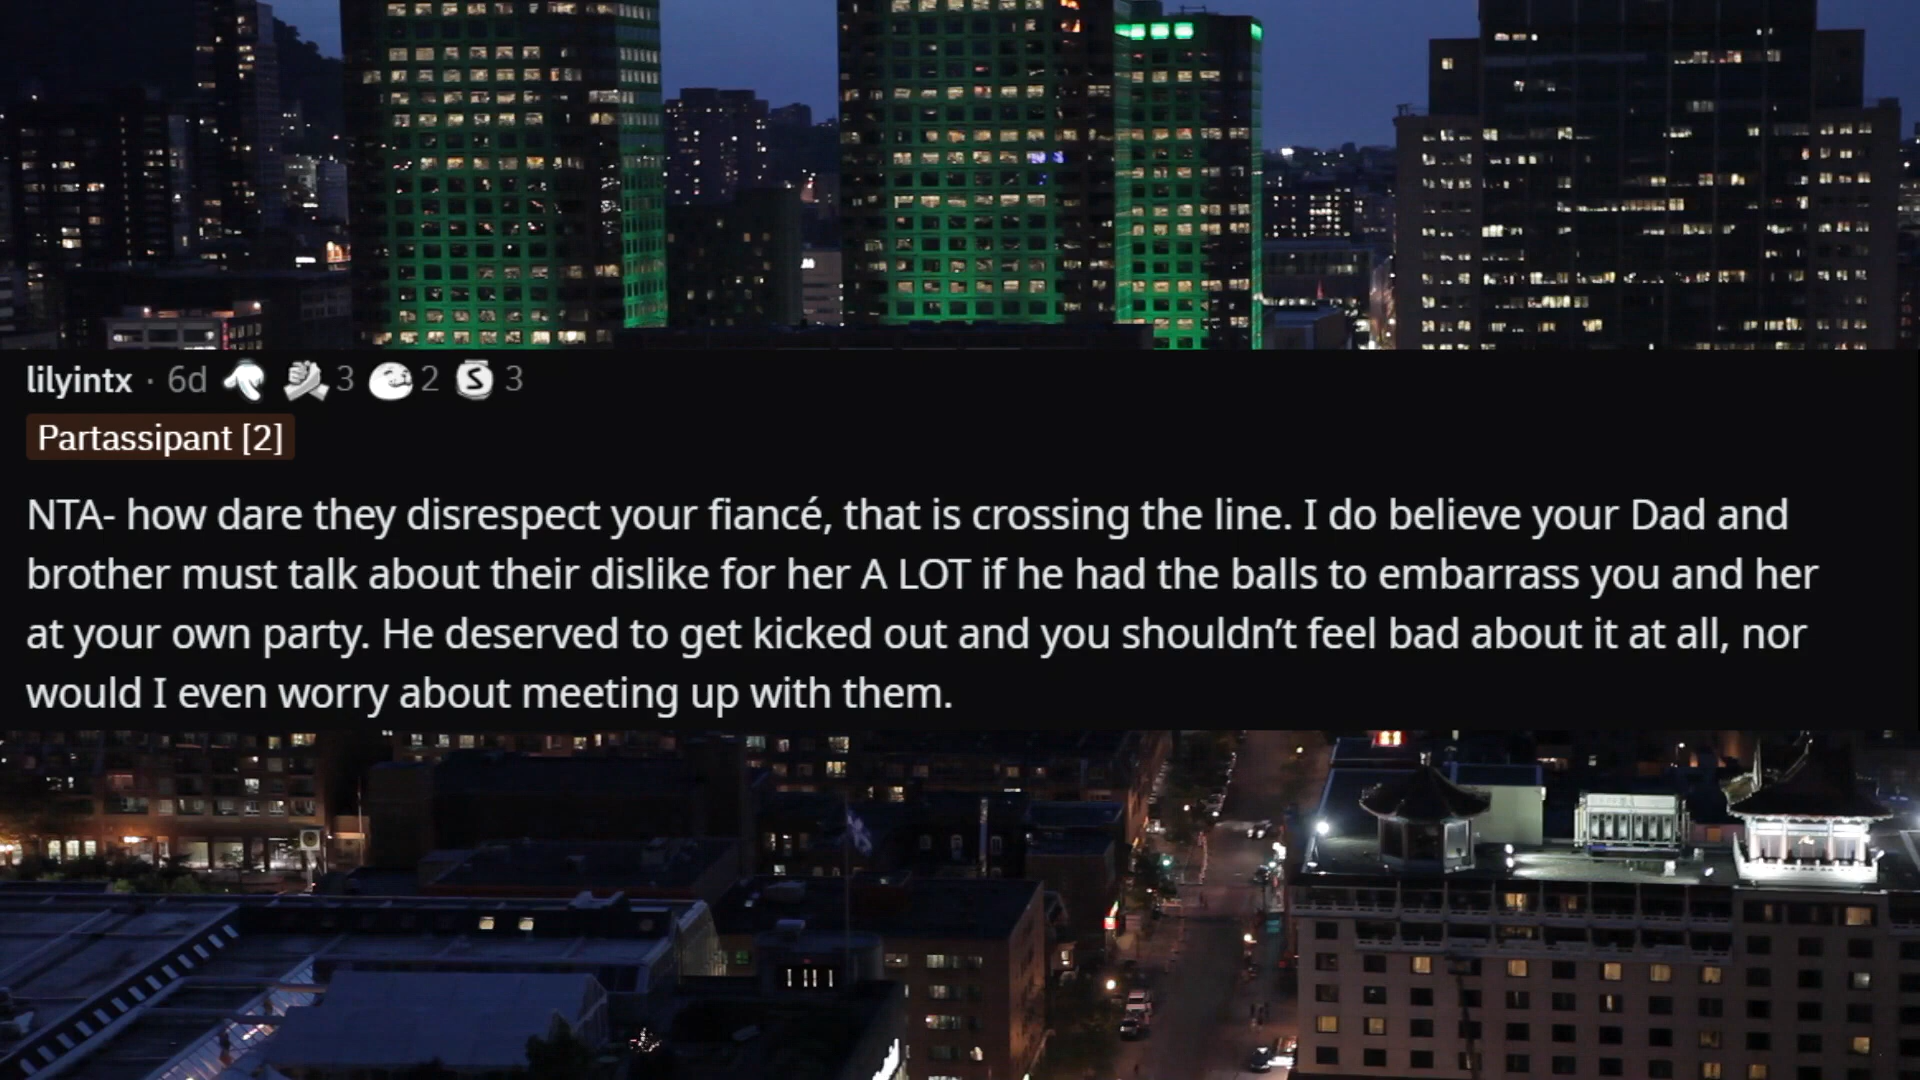 lilyintx · 6d 3 2 3
Partassipant [2]
NTA- how dare they disrespect your fiancé, that is crossing the line. I do believe your Dad and
brother must talk about their dislike for her A LOT if he had the balls to embarrass you and her
at your own party. He deserved to get kicked out and you shouldn’t feel bad about it at all, nor
would I even worry about meeting up with them.